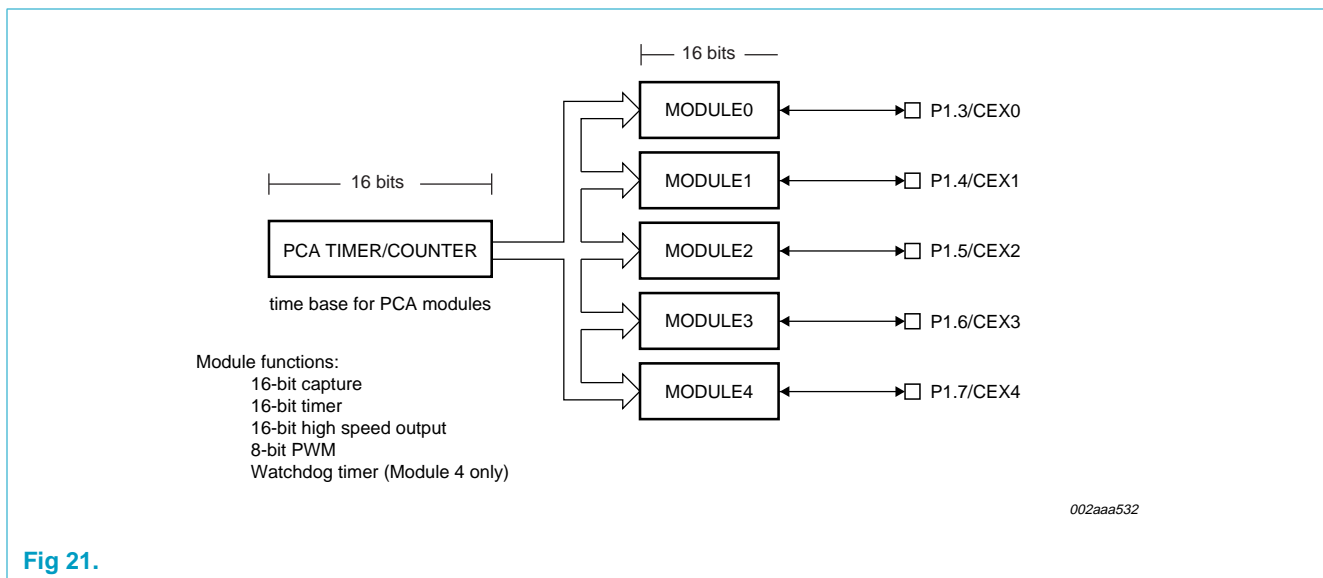 16 bits
MODULE0
P1.3/CEX0
MODULE1
P1.4/CEX1
16 bits
PCA TIMER/COUNTER
MODULE2
P1.5/CEX2
time base for PCA modules
MODULE3
P1.6/CEX3
Module functions:
16-bit capture
16-bit timer
16-bit high speed output
8-bit PWM
Watchdog timer (Module 4 only)
MODULE4
P1.7/CEX4
002aaa532
Fig 21.